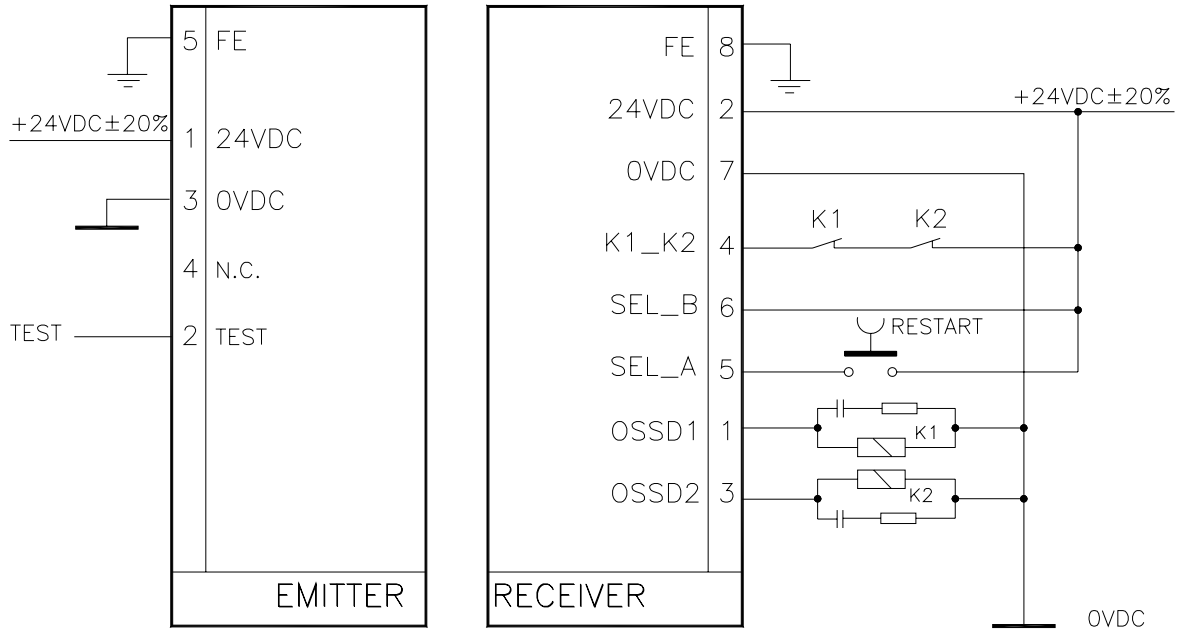 5 FE
+24VDC±20%
1 24VDC
3 0VDC
4 N.C.
TEST
2 TEST
EMITTER
FE 8
24VDC 2
+24VDC±20%
0VDC 7
K1_K2 4
K1
K2
SEL_B 6
RESTART
SEL_A 5
OSSD1 1
K1
OSSD2 3
K2
RECEIVER
0VDC